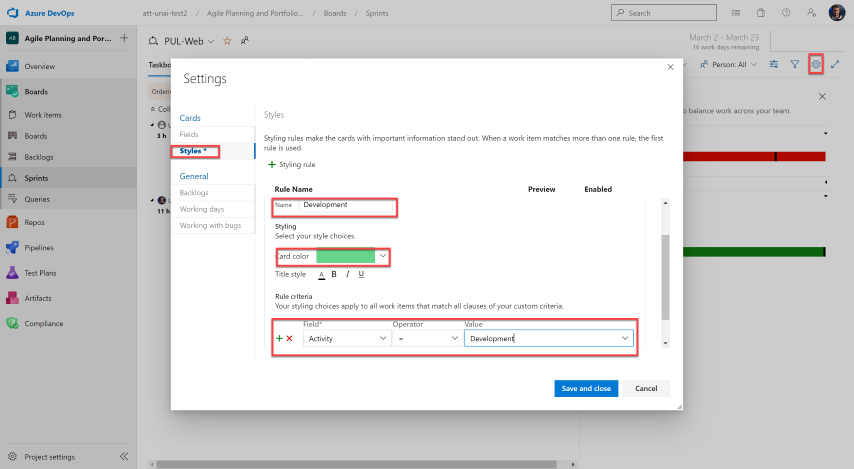 Azure DevOps
att-unai-test2 / Agile Planning and Portfolio... / Boards / Sprints
Search
AB Agile Planning and Por... +
Overview
Boards
Work items
Boards
Backlogs
Sprints
Queries
Repos
Pipelines
Test Plans
Artifacts
Compliance
Project settings
PUL-Web
March 2 - March 23
16 work days remaining
Taskbo
Person: All
Orderin
Coll
U
3 h
U
11 h
o balance work across your team.
Settings
Cards
Fields
Styles *
General
Backlogs
Working days
Working with bugs
Styles
Styling rules make the cards with important information stand out. When a work item matches more than one rule, the first
rule is used.
+ Styling rule
Rule Name Preview Enabled
Name Development
Styling
Select your style choices.
Card color
Title style A B I U
Rule criteria
Your styling choices apply to all work items that match all clauses of your custom criteria.
Field* Operator Value
Activity = Development
Save and close Cancel